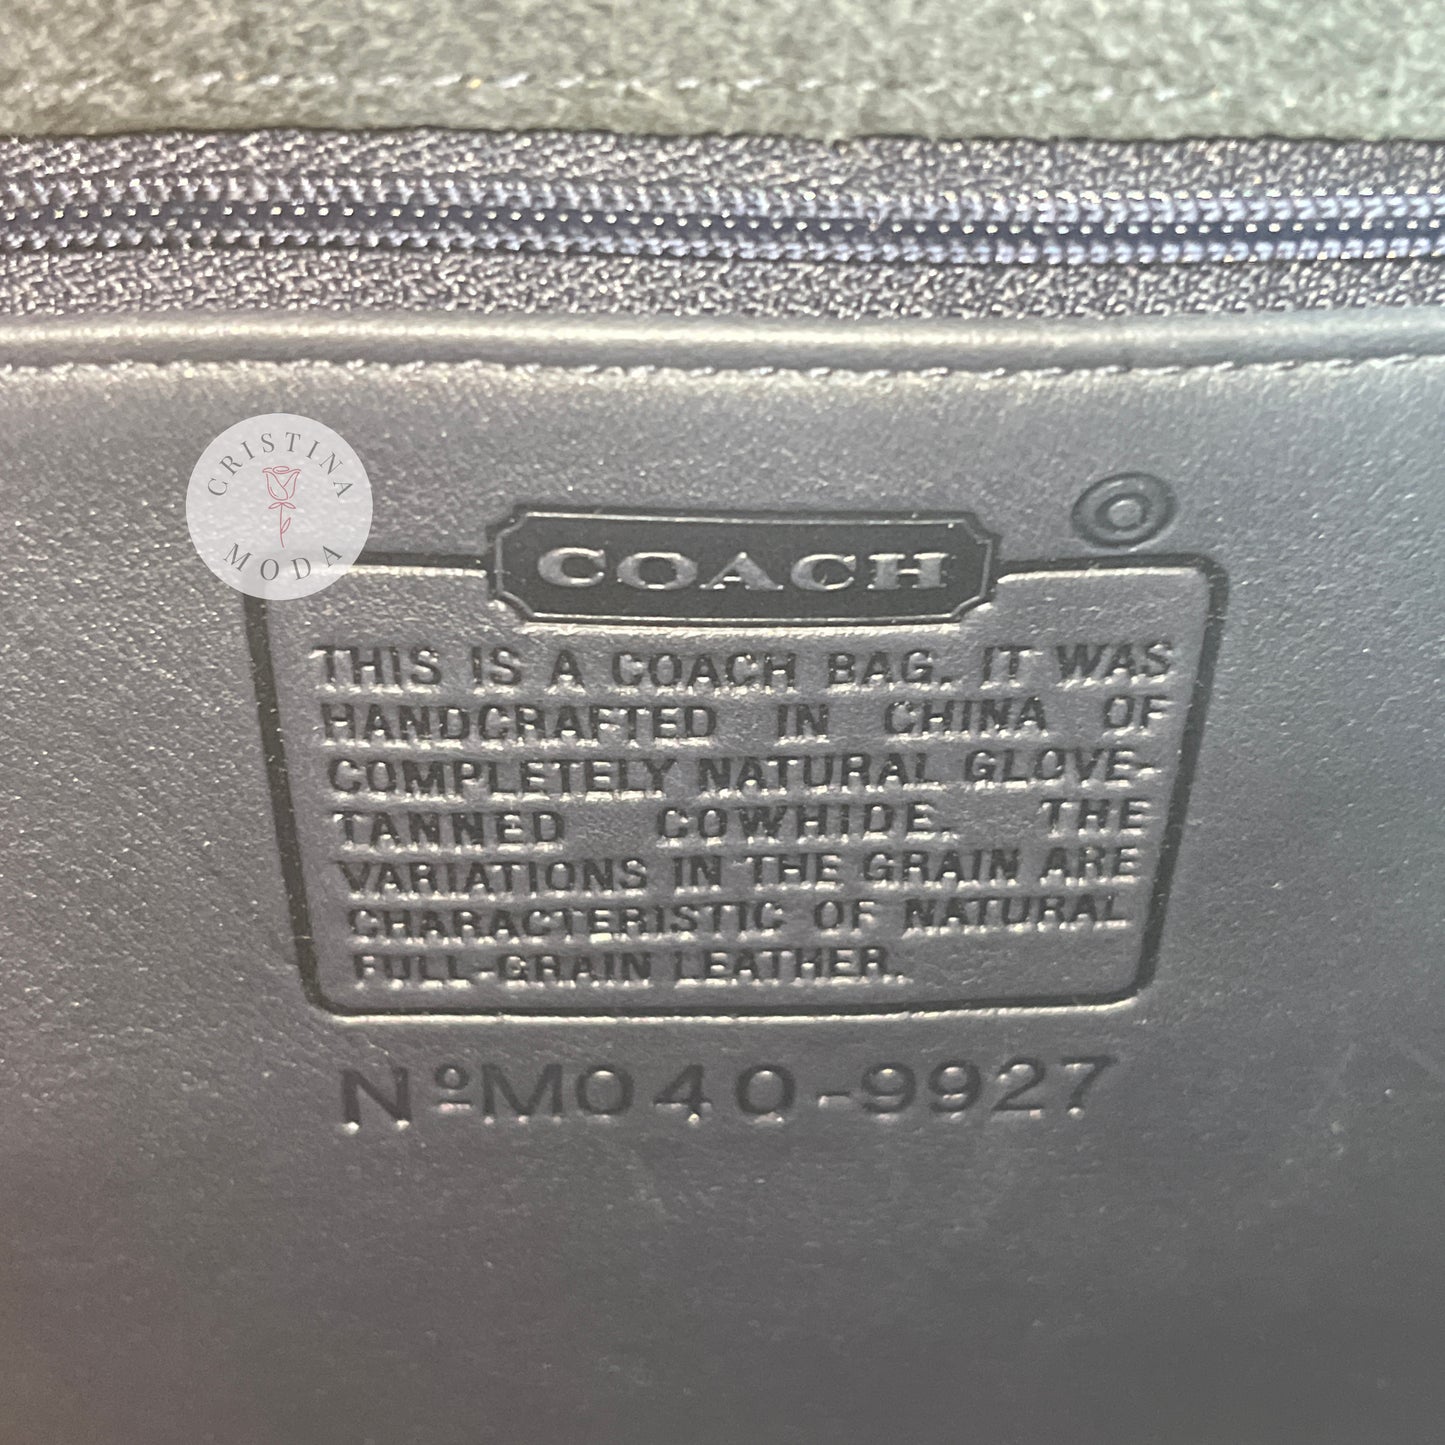 CRISTINA
MODA
COACH
THIS IS A COACH BAG. IT WAS
HANDCRAFTED IN CHINA OF
COMPLETELY NATURAL GLOVE-
TANNED COWHIDE. THE
VARIATIONS IN THE GRAIN ARE
CHARACTERISTIC OF NATURAL
FULL-GRAIN LEATHER.
NºMO4O-9927